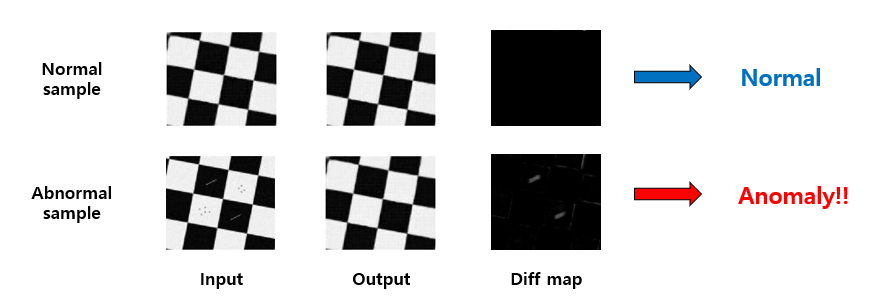 Normal
sample
Normal
Abnormal
sample
Anomaly!!
Input
Output
Diff map